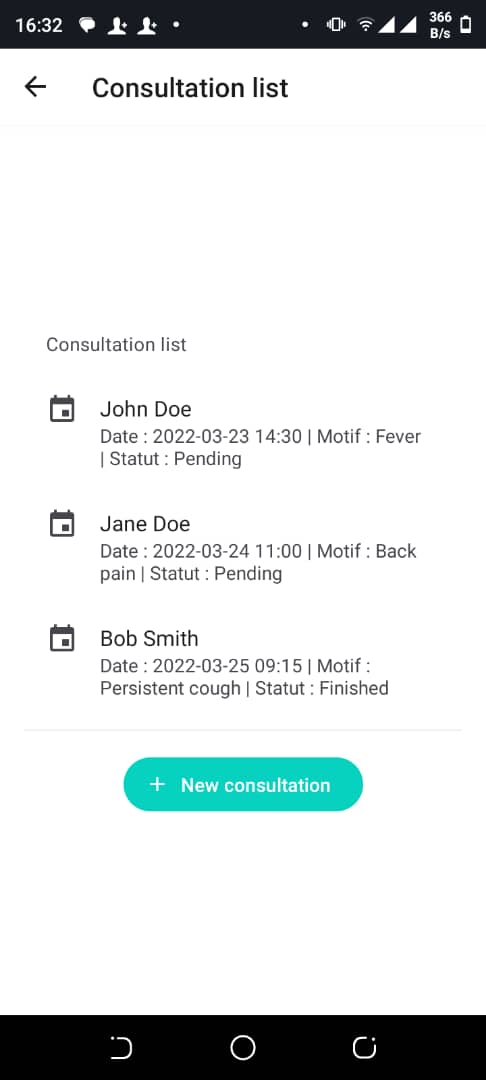 16:32
366
B/s
Consultation list
Consultation list
John Doe
Date : 2022-03-23 14:30 | Motif : Fever
| Statut : Pending
Jane Doe
Date : 2022-03-24 11:00 | Motif : Back
pain | Statut : Pending
Bob Smith
Date : 2022-03-25 09:15 | Motif :
Persistent cough | Statut : Finished
+ New consultation